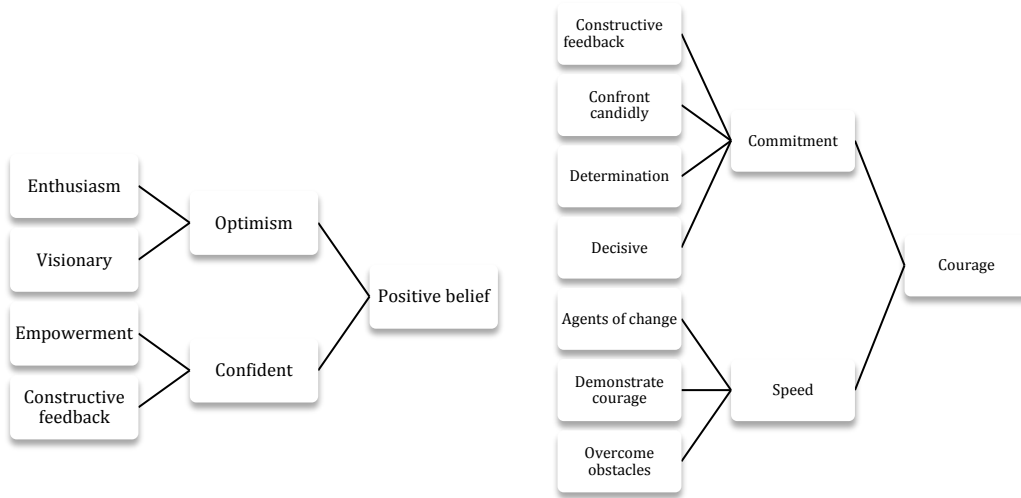 Enthusiasm
Visionary
Empowerment
Constructive
feedback
Optimism
Confident
Positive belief
Constructive
feedback
Confront
candidly
Determination
Decisive
Agents of change
Demonstrate
courage
Overcome
obstacles
Commitment
Speed
Courage